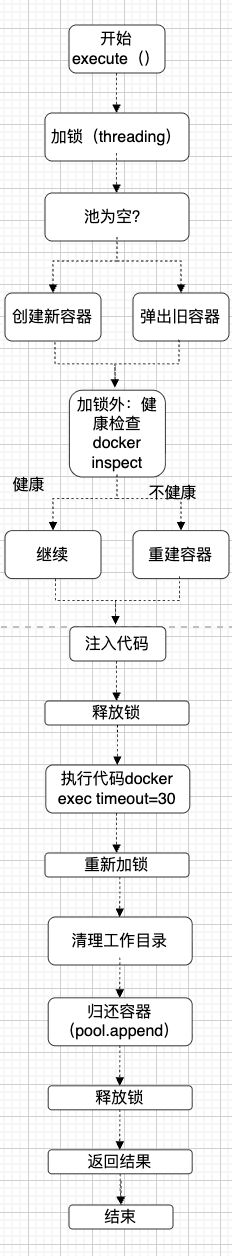 开始
execute（）
加锁（threading）
池为空？
创建新容器
弹出旧容器
加锁外：健
康检查
docker
inspect
健康
不健康
继续
重建容器
注入代码
释放锁
执行代码docker
exec timeout=30
重新加锁
清理工作目录
归还容器
（pool.append）
释放锁
返回结果
结束